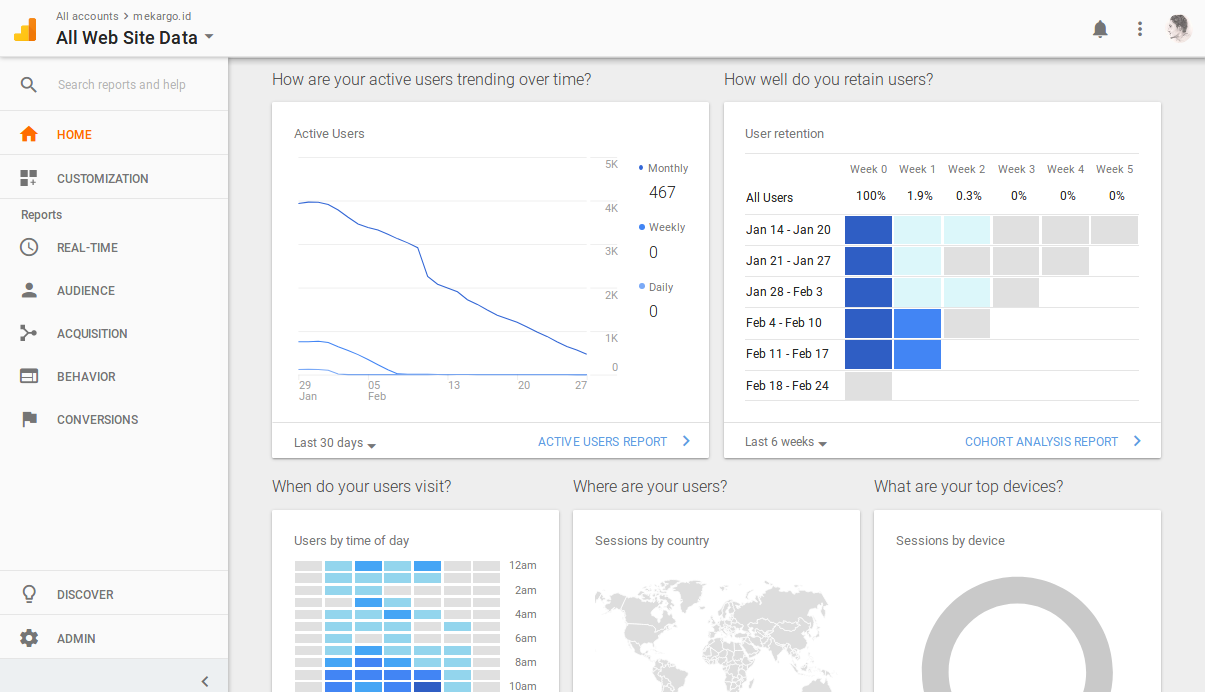 All accounts > mekargo.id
All Web Site Data
Search reports and help
HOME
CUSTOMIZATION
Reports
REAL-TIME
AUDIENCE
ACQUISITION
BEHAVIOR
CONVERSIONS
DISCOVER
ADMIN
How are your active users trending over time?
Active Users
5K
4K
3K
2K
1K
0
29 05 13 20 27
Jan Feb
Monthly
467
Weekly
0
Daily
0
Last 30 days
ACTIVE USERS REPORT
How well do you retain users?
User retention
Week 0 Week 1 Week 2 Week 3 Week 4 Week 5
All Users 100% 1.9% 0.3% 0% 0% 0%
Jan 14 - Jan 20
Jan 21 - Jan 27
Jan 28 - Feb 3
Feb 4 - Feb 10
Feb 11 - Feb 17
Feb 18 - Feb 24
Last 6 weeks
COHORT ANALYSIS REPORT
When do your users visit?
Users by time of day
12am
2am
4am
6am
8am
10am
Where are your users?
Sessions by country
What are your top devices?
Sessions by device